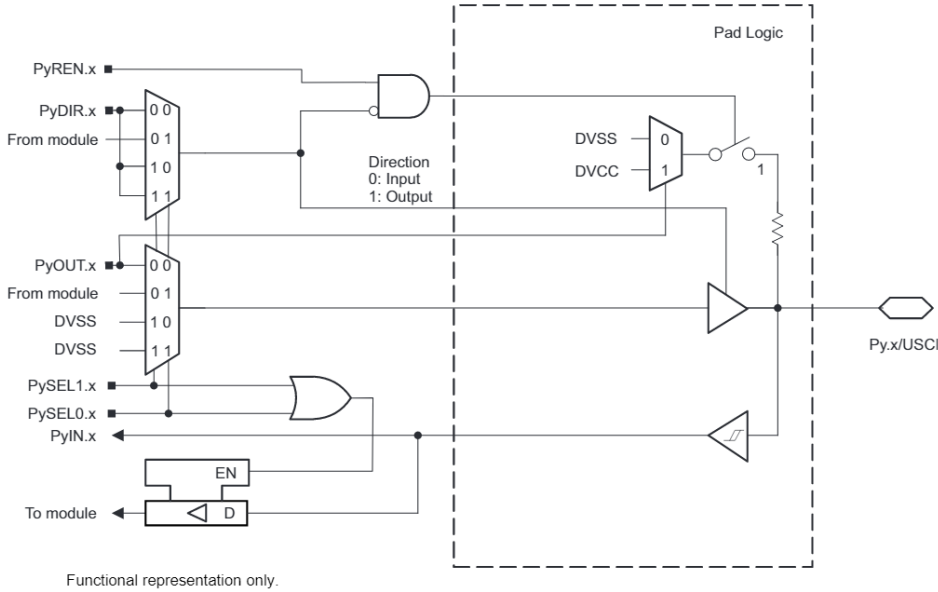 Pad Logic
PyREN.x
PyDIR.x
0 0
From module
0 1
1 0
1 1
Direction
0: Input
1: Output
DVSS
0
DVCC
1
1
PyOUT.x
0 0
From module
0 1
DVSS
1 0
DVSS
1 1
Py.x/USCI
PySEL1.x
PySEL0.x
PyIN.x
EN
To module
D
Functional representation only.